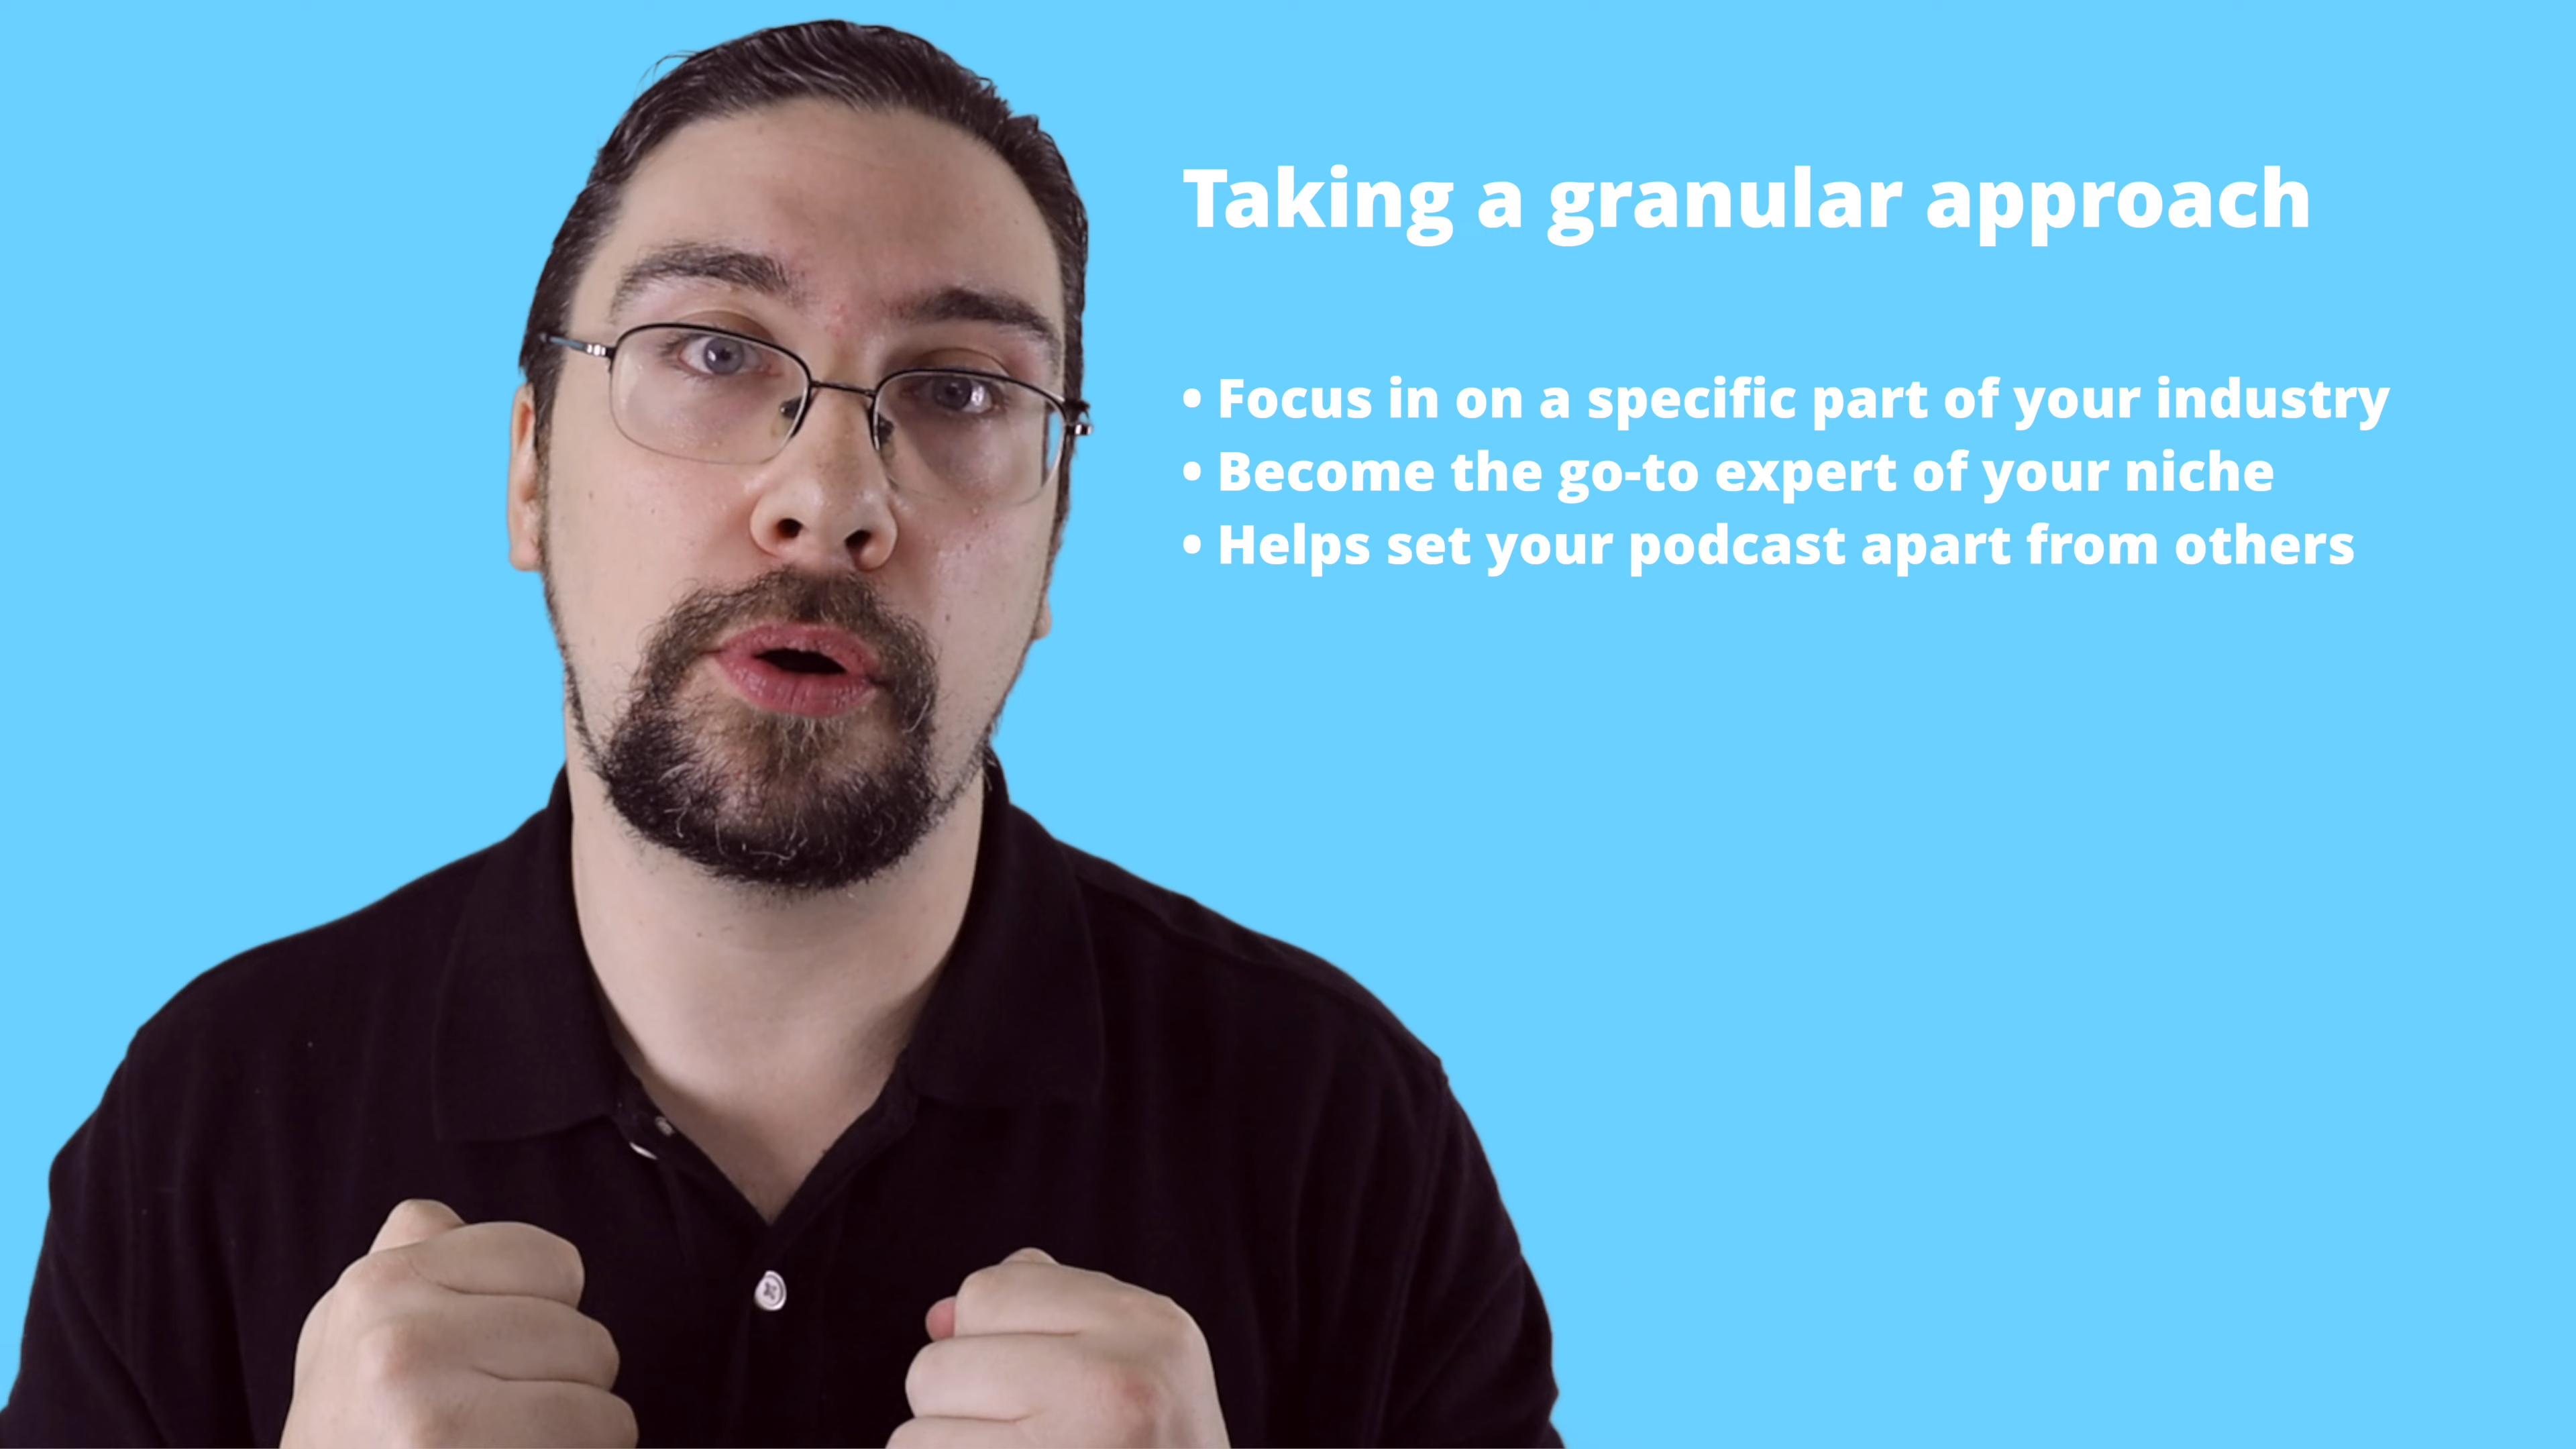 Taking a granular approach
• Focus in on a specific part of your industry
• Become the go-to expert of your niche
• Helps set your podcast apart from others